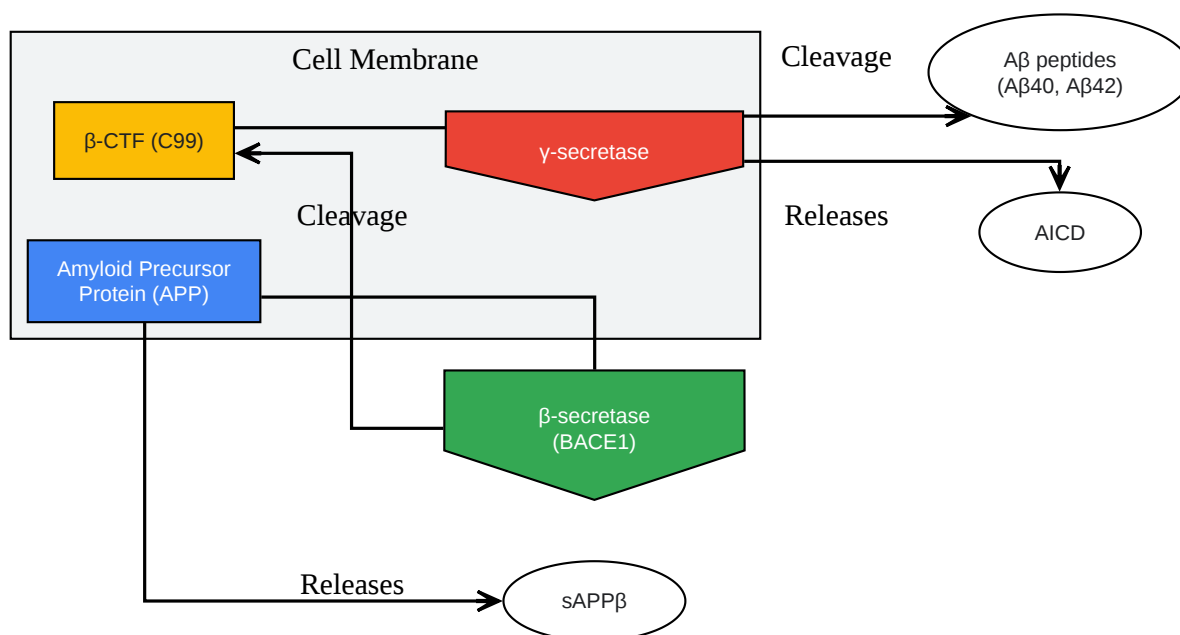 Cell Membrane
Cleavage
Aβ peptides
(Aβ40, Aβ42)
β-CTF (C99)
γ-secretase
Cleavage
Releases
AICD
Amyloid Precursor
Protein (APP)
β-secretase
(BACE1)
Releases
sAPPβ